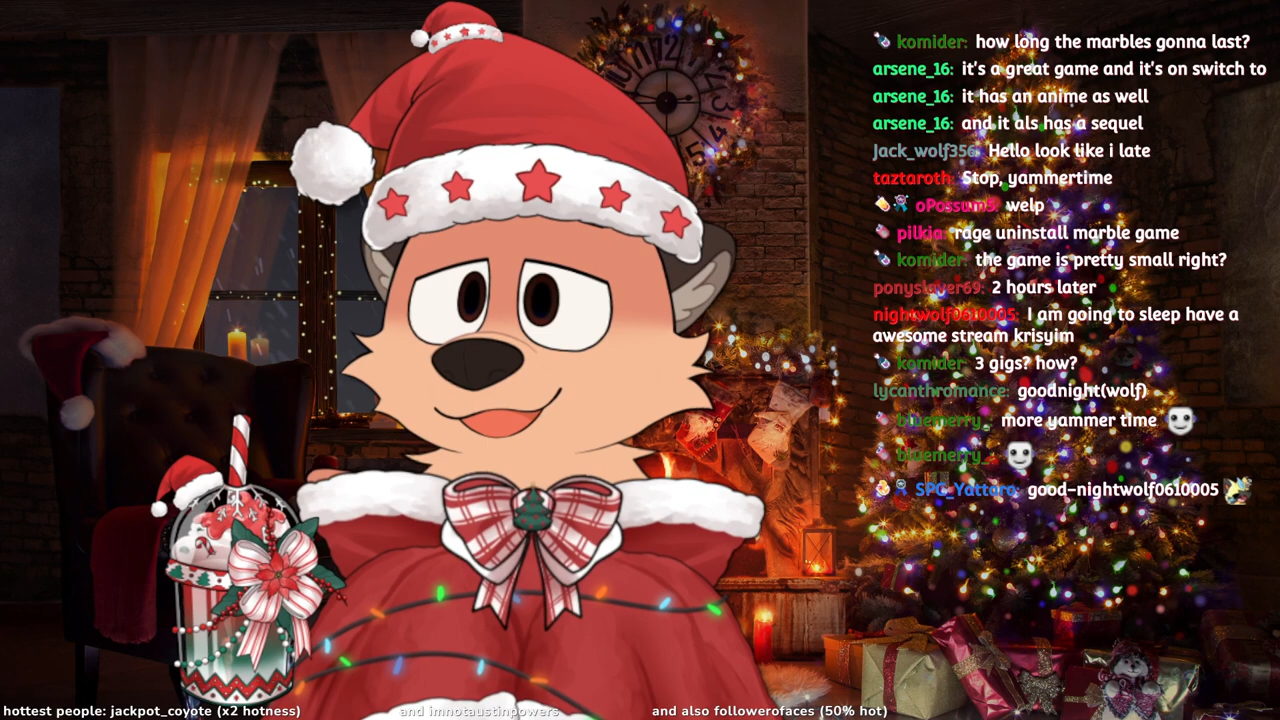 komider: how long the marbles gonna last?
arsene_16: it's a great game and it's on switch to
arsene_16: it has an anime as well
arsene_16: and it als has a sequel
Jack_wolf356: Hello look like i late
taztaroth: Stop, yammertime
oPossum5: welp
pilkja: rage uninstall marble game
komider: the game is pretty small right?
ponyslayer69: 2 hours later
nightwolf0610005: I am going to sleep have a
awesome stream krisyim
komider: 3 gigs? how?
lycanthromance: goodnight(wolf)
bluemerry_: more yammer time
bluemerry_:
SPC_Yattaro: good-nightwolf0610005
hottest people: jackpot_coyote (x2 hotness) and imnotaustinpowers and also followerofaces (50% hot)